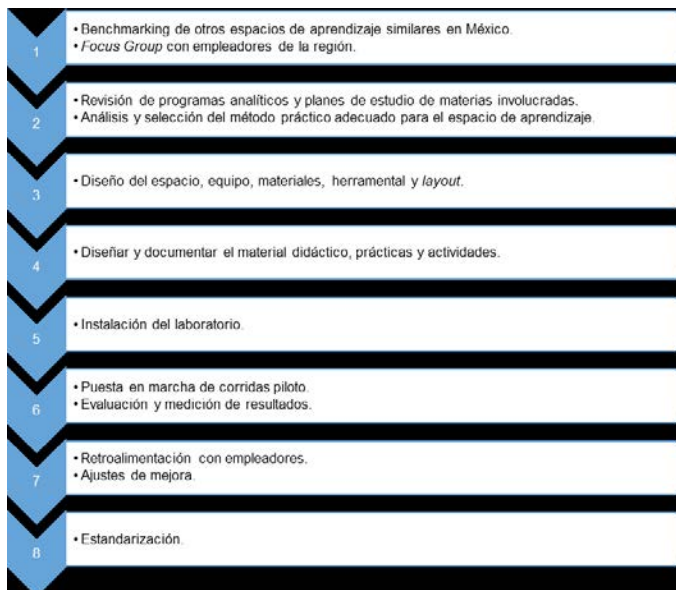 • Benchmarking de otros espacios de aprendizaje similares en México.
1
• Focus Group con empleadores de la región.
• Revisión de programas analíticos y planes de estudio de materias involucradas.
2
• Análisis y selección del método práctico adecuado para el espacio de aprendizaje.
3
• Diseño del espacio, equipo, materiales, herramental y layout.
4
• Diseñar y documentar el material didáctico, prácticas y actividades.
5
• Instalación del laboratorio.
6
• Puesta en marcha de corridas piloto.
• Evaluación y medición de resultados.
7
• Retroalimentación con empleadores.
• Ajustes de mejora.
8
• Estandarización.